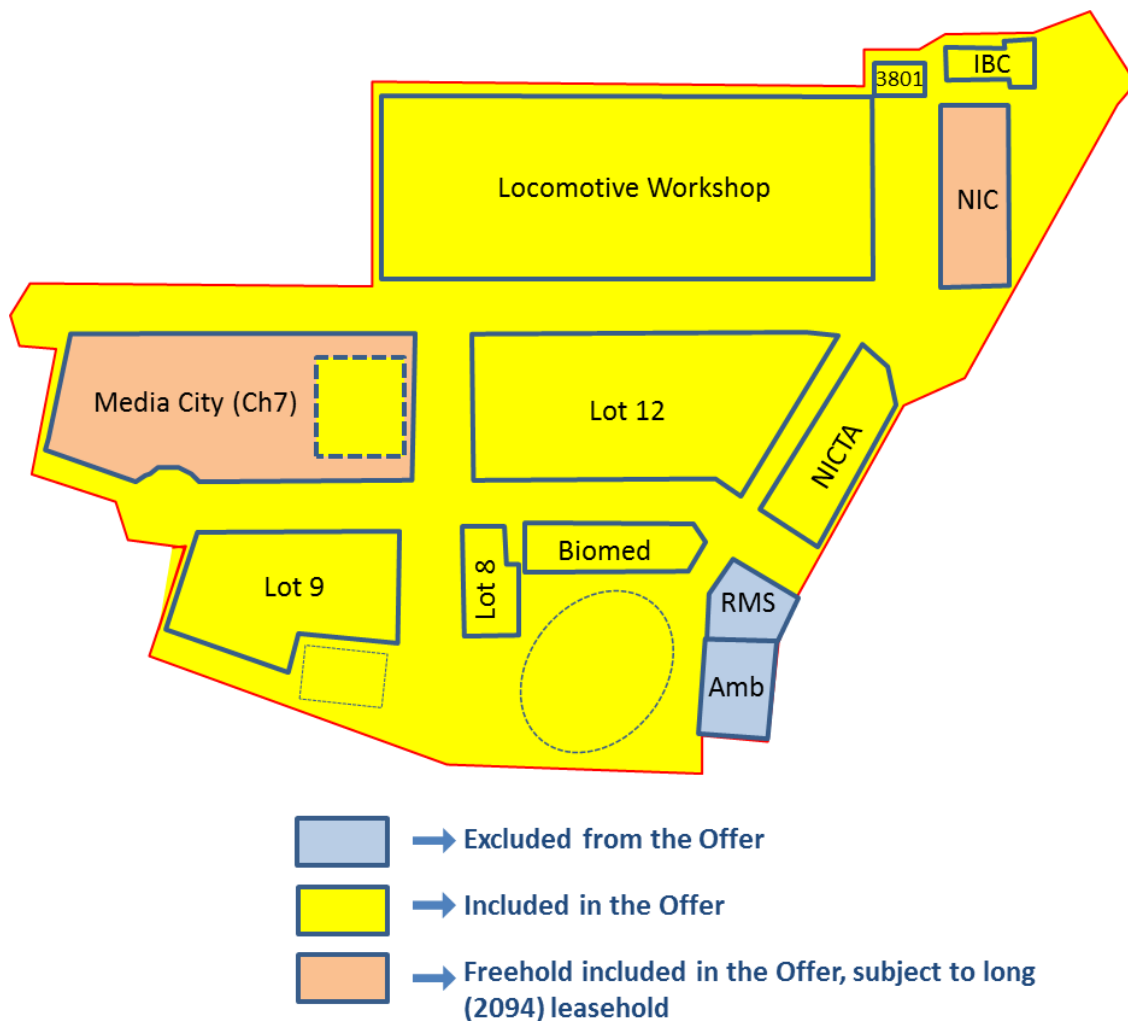 IBC
3801
Locomotive Workshop
NIC
Media City (Ch7)
Lot 12
NICTA
Biomed
Lot 8
Lot 9
RMS
Amb
Excluded from the Offer
Included in the Offer
Freehold included in the Offer, subject to long
(2094) leasehold